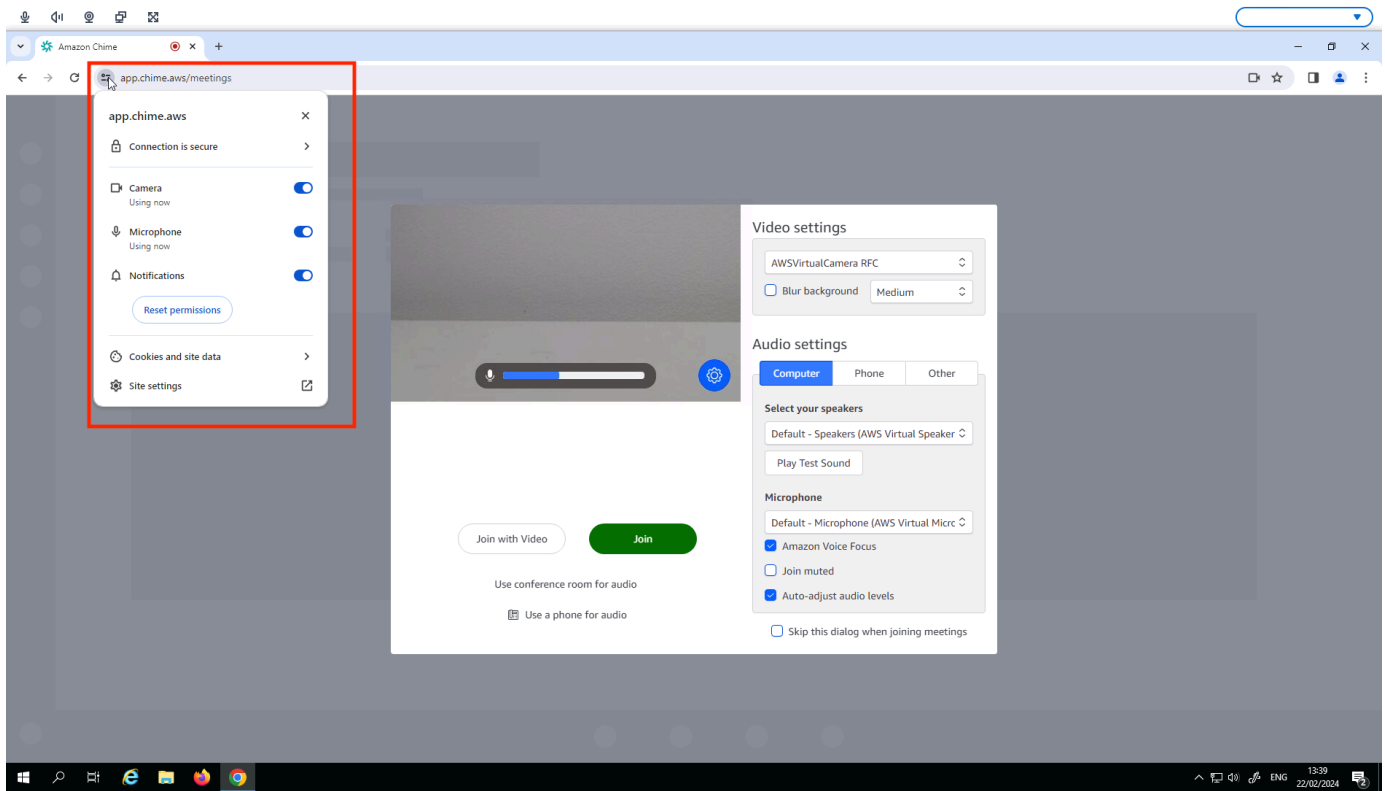 Amazon Chime
app.chime.aws/meetings
app.chime.aws
Connection is secure
Camera
Using now
Microphone
Using now
Notifications
Reset permissions
Cookies and site data
Site settings
Join with Video
Join
Use conference room for audio
Use a phone for audio
Video settings
AWSVirtualCamera RFC
Blur background
Medium
Audio settings
Computer
Phone
Other
Select your speakers
Default - Speakers (AWS Virtual Speaker
Play Test Sound
Microphone
Default - Microphone (AWS Virtual Micro
Amazon Voice Focus
Join muted
Auto-adjust audio levels
Skip this dialog when joining meetings
ENG
13:39
22/02/2024
2